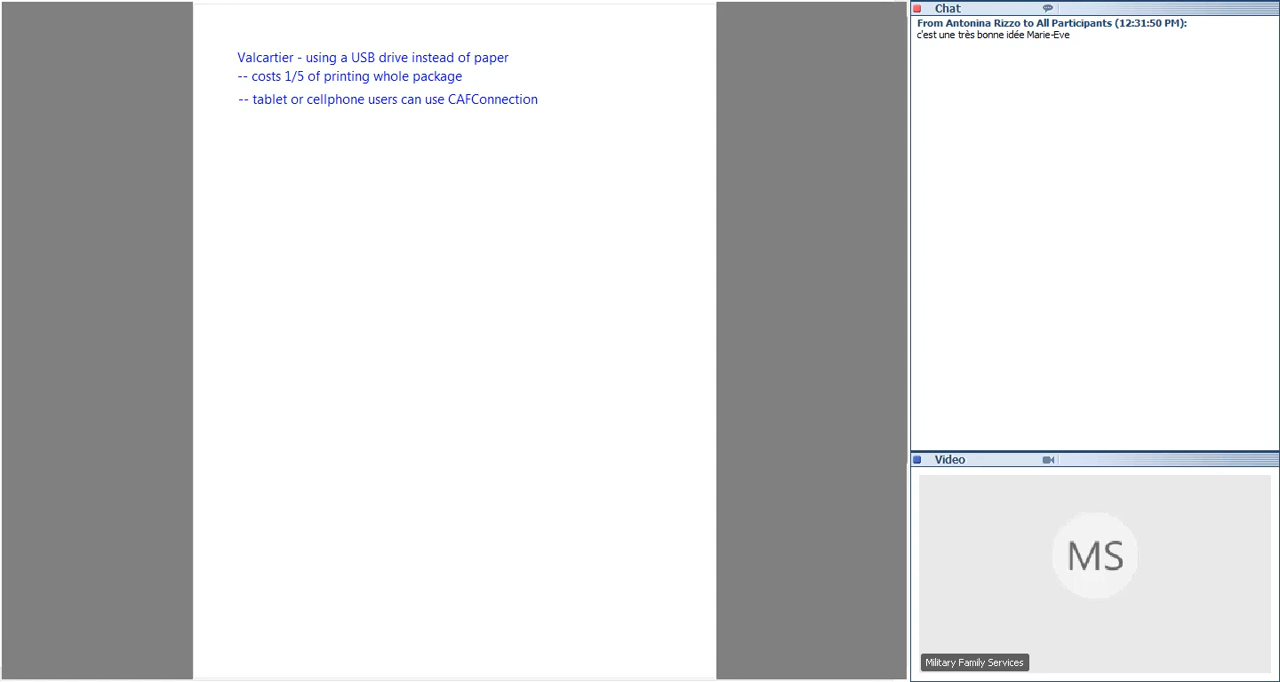 Valcartier - using a USB drive instead of paper
-- costs 1/5 of printing whole package
-- tablet or cellphone users can use CAFConnection
Chat
From Antonina Rizzo to All Participants (12:31:50 PM):
c'est une très bonne idée Marie-Eve
Video
MS
Military Family Services